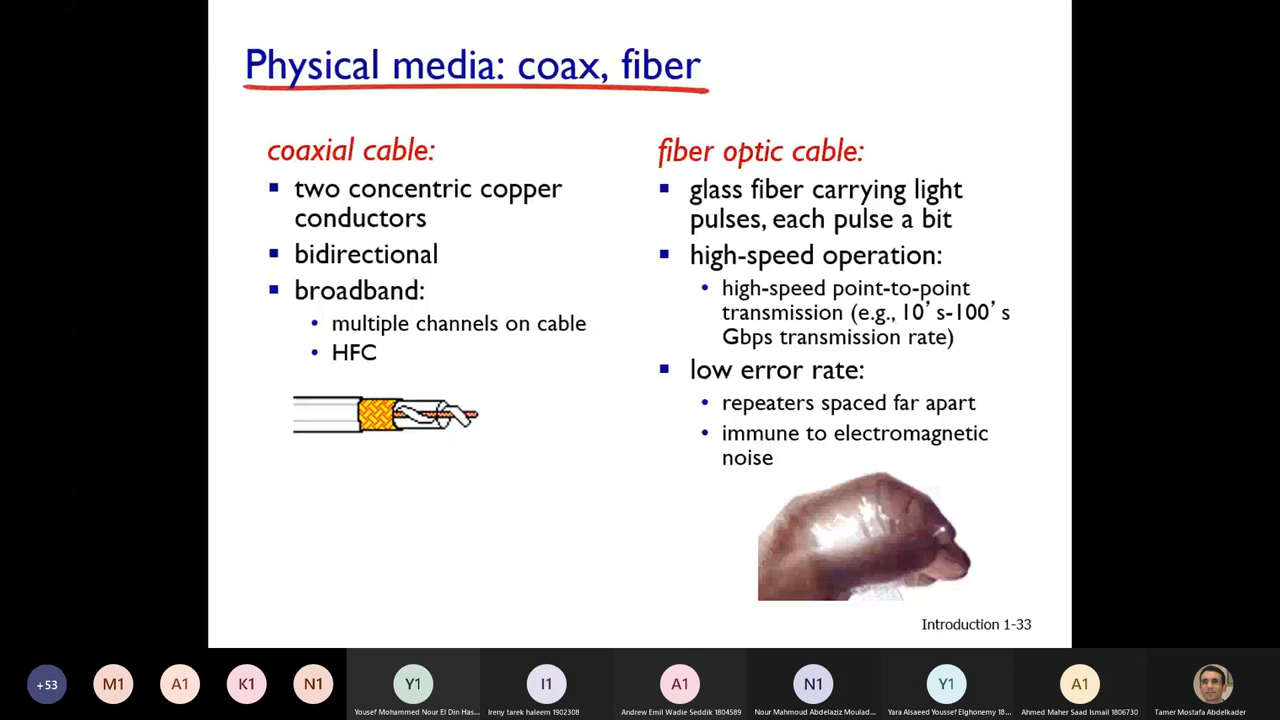 Physical media: coax, fiber
coaxial cable:
▪ two concentric copper
conductors
▪ bidirectional
▪ broadband:
• multiple channels on cable
• HFC
fiber optic cable:
▪ glass fiber carrying light
pulses, each pulse a bit
▪ high-speed operation:
• high-speed point-to-point
transmission (e.g., 10’s-100’s
Gbps transmission rate)
▪ low error rate:
• repeaters spaced far apart
• immune to electromagnetic
noise
Introduction 1-33
+53 M1 A1 K1 N1 Y1 I1 A1 N1 Y1 A1
Yousef Mohammed Nour El Din Has... Ireny tarek haleem 1902308 Andrew Emil Wadie Seddik 1804589 Nour Mahmoud Abdelaziz Moulad... Yara Alsaeed Youssef Elghonemy 18... Ahmed Maher Saad Ismail 1806730 Tamer Mostafa Abdelkader